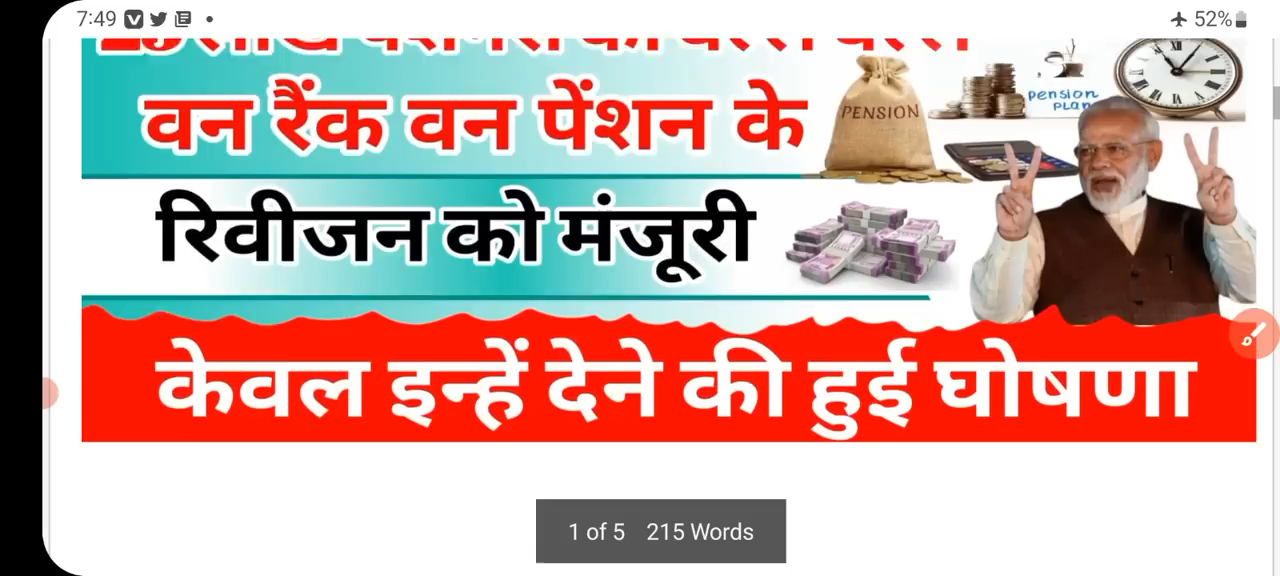 7:49
52%
वन रैंक वन पेंशन के
PENSION
pension
plan
रिवीजन को मंजूरी
केवल इन्हें देने की हुई घोषणा
1 of 5 215 Words